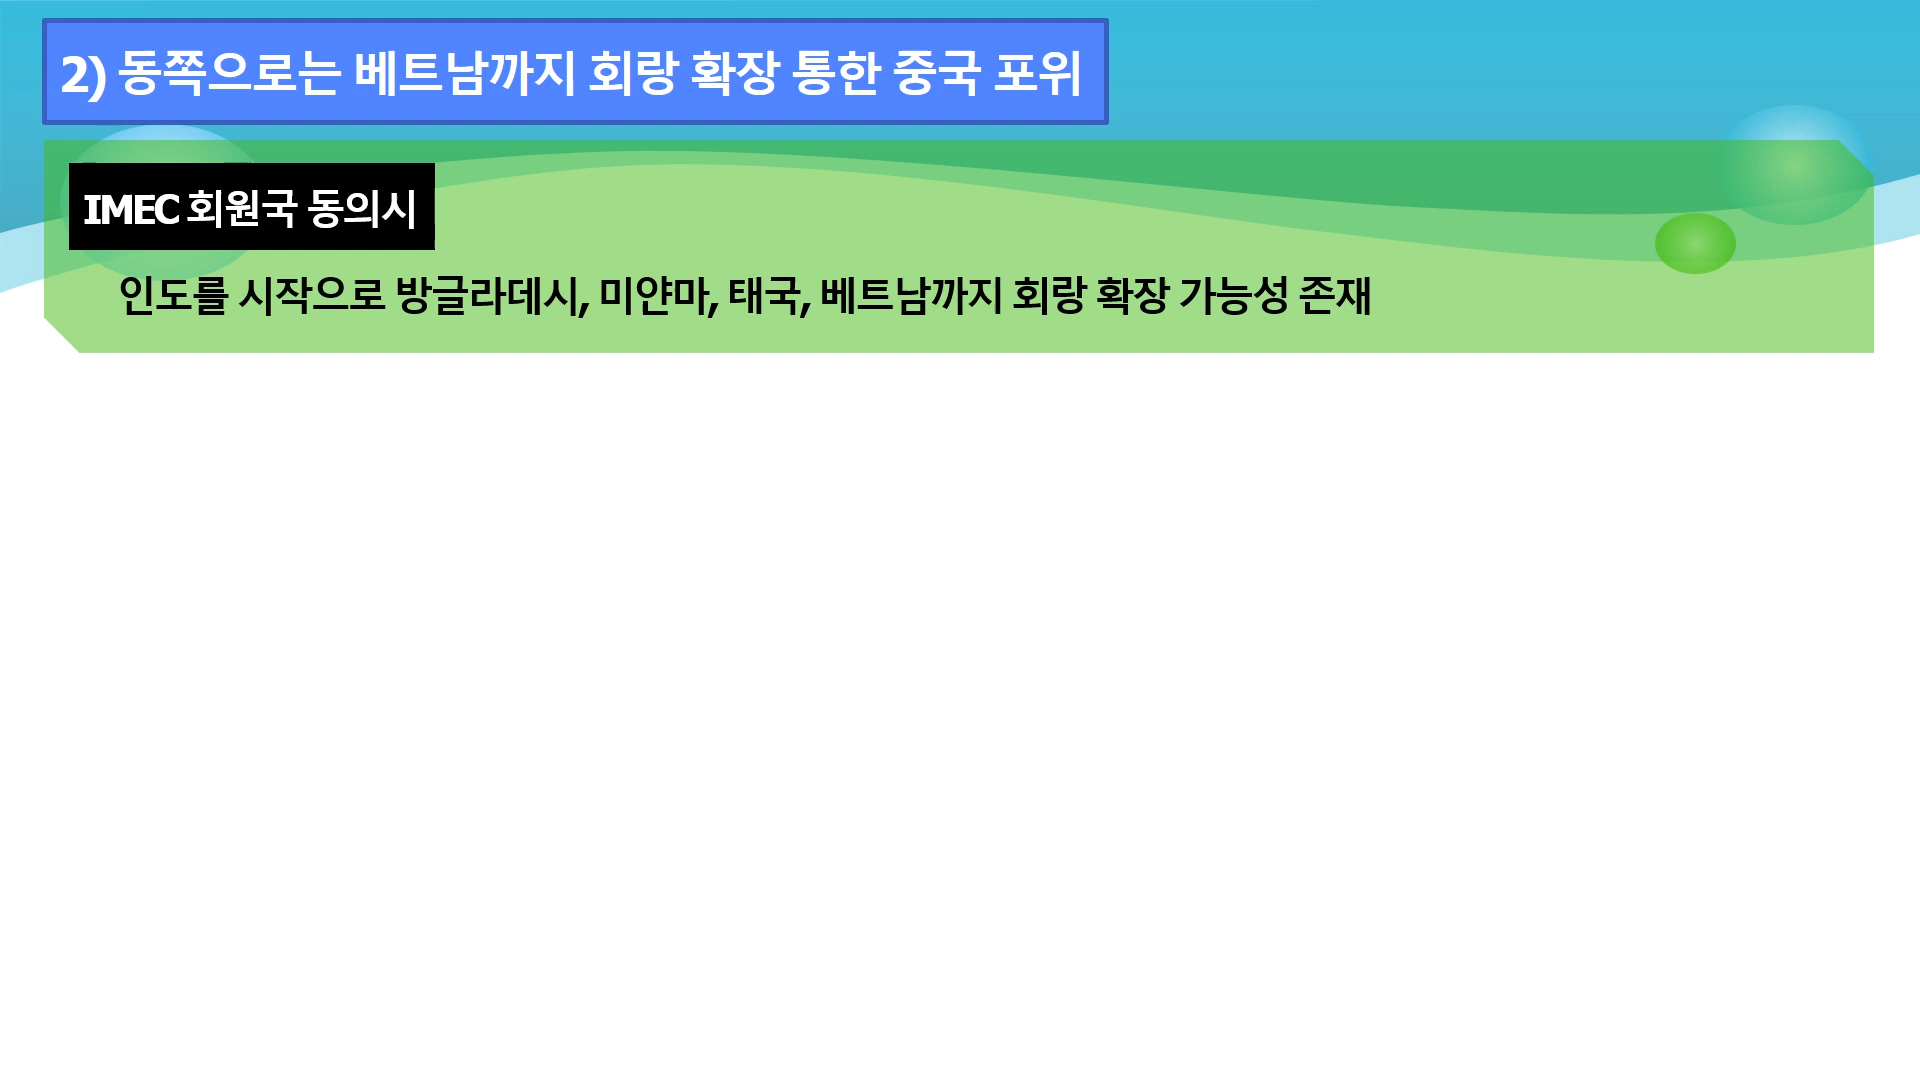 2) 동쪽으로는 베트남까지 회랑 확장 통한 중국 포위
IMEC 회원국 동의시
인도를 시작으로 방글라데시, 미얀마, 태국, 베트남까지 회랑 확장 가능성 존재